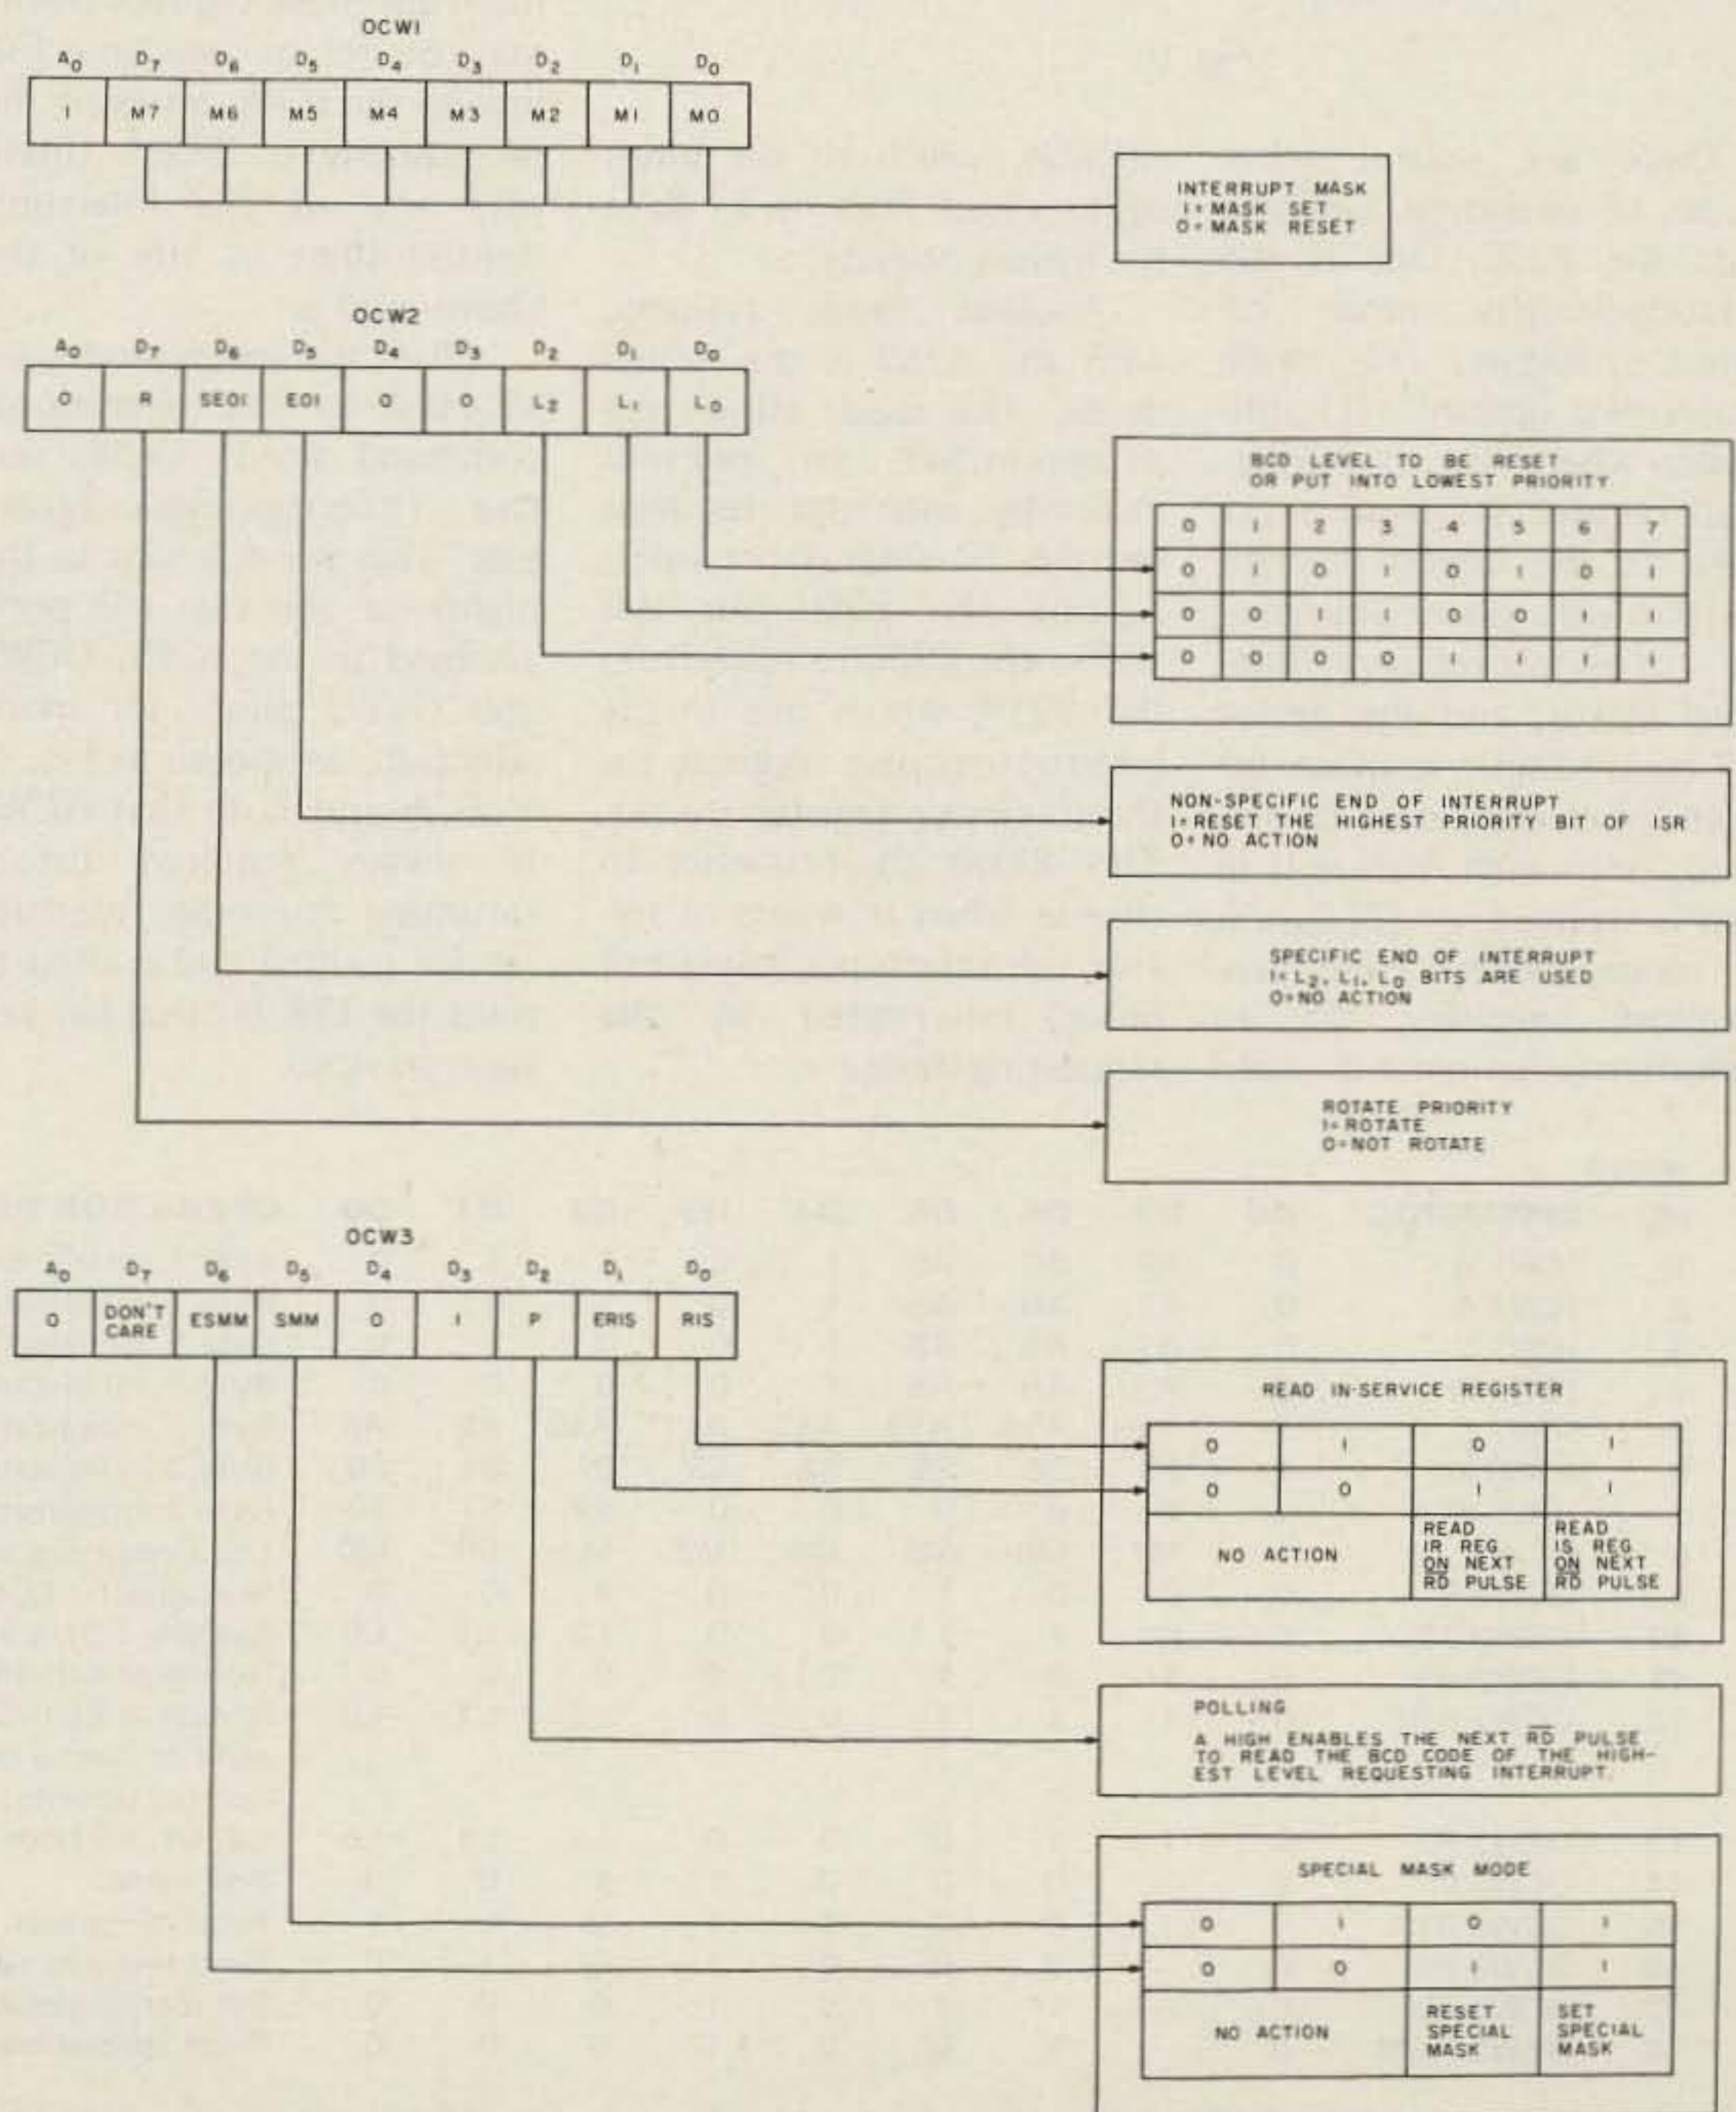 OCW1
A0 D7 D6 D5 D4 D3 D2 D1 D0
1 M7 M6 M5 M4 M3 M2 M1 M0
INTERRUPT MASK
1=MASK SET
0=MASK RESET
OCW2
A0 D7 D6 D5 D4 D3 D2 D1 D0
0 R SEOI EOI 0 0 L2 L1 L0
BCD LEVEL TO BE RESET
OR PUT INTO LOWEST PRIORITY
0 1 2 3 4 5 6 7
0 1 0 1 0 1 0 1
0 0 1 1 0 0 1 1
0 0 0 0 1 1 1 1
NON-SPECIFIC END OF INTERRUPT
1=RESET THE HIGHEST PRIORITY BIT OF ISR
0=NO ACTION
SPECIFIC END OF INTERRUPT
1=L2, L1, L0 BITS ARE USED
0=NO ACTION
ROTATE PRIORITY
1=ROTATE
0=NOT ROTATE
OCW3
A0 D7 D6 D5 D4 D3 D2 D1 D0
0 DON'T CARE ESMM SMM 0 1 P ERIS RIS
READ IN-SERVICE REGISTER
0 1 0 1
0 0 1 1
NO ACTION
READ
IR REG
ON NEXT
R̅D̅ PULSE
READ
IS REG
ON NEXT
R̅D̅ PULSE
POLLING
A HIGH ENABLES THE NEXT R̅D̅ PULSE
TO READ THE BCD CODE OF THE HIGH-
EST LEVEL REQUESTING INTERRUPT.
SPECIAL MASK MODE
0 1 0 1
0 0 1 1
NO ACTION
RESET
SPECIAL
MASK
SET
SPECIAL
MASK